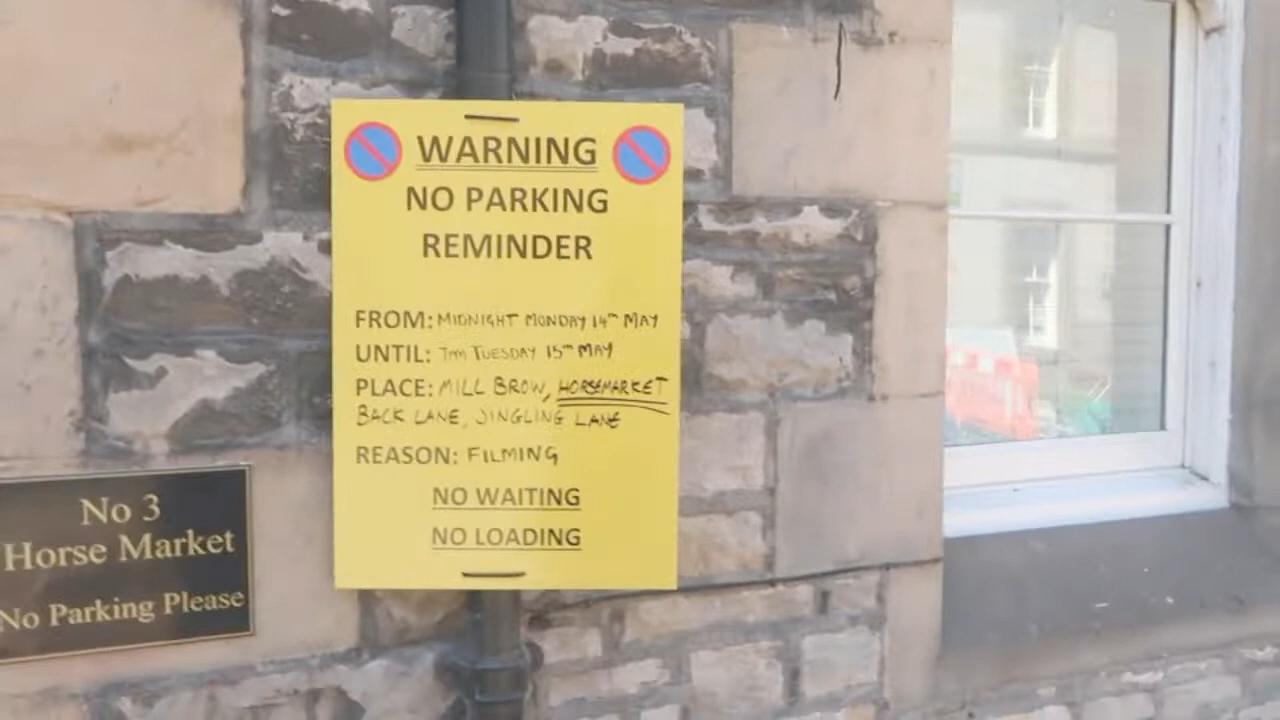 WARNING
NO PARKING
REMINDER
FROM: MIDNIGHT MONDAY 14TH MAY
UNTIL: 7PM TUESDAY 15TH MAY
PLACE: MILL BROW, HORSEMARKET
BACK LANE, JINGLING LANE
REASON: FILMING
NO WAITING
NO LOADING
No 3
Horse Market
No Parking Please